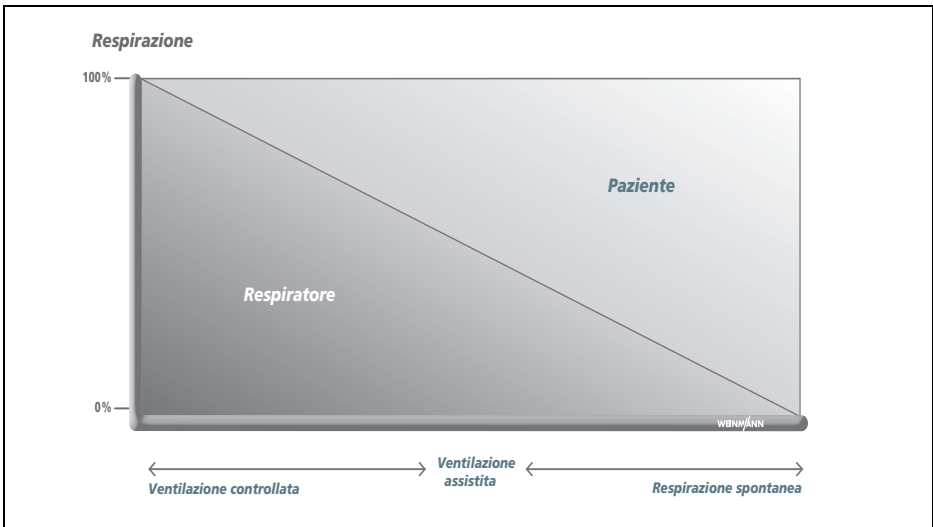 Respirazione
100%
Paziente
Respiratore
0%
WEINMANN
Ventilazione
assistita
Ventilazione controllata
Respirazione spontanea